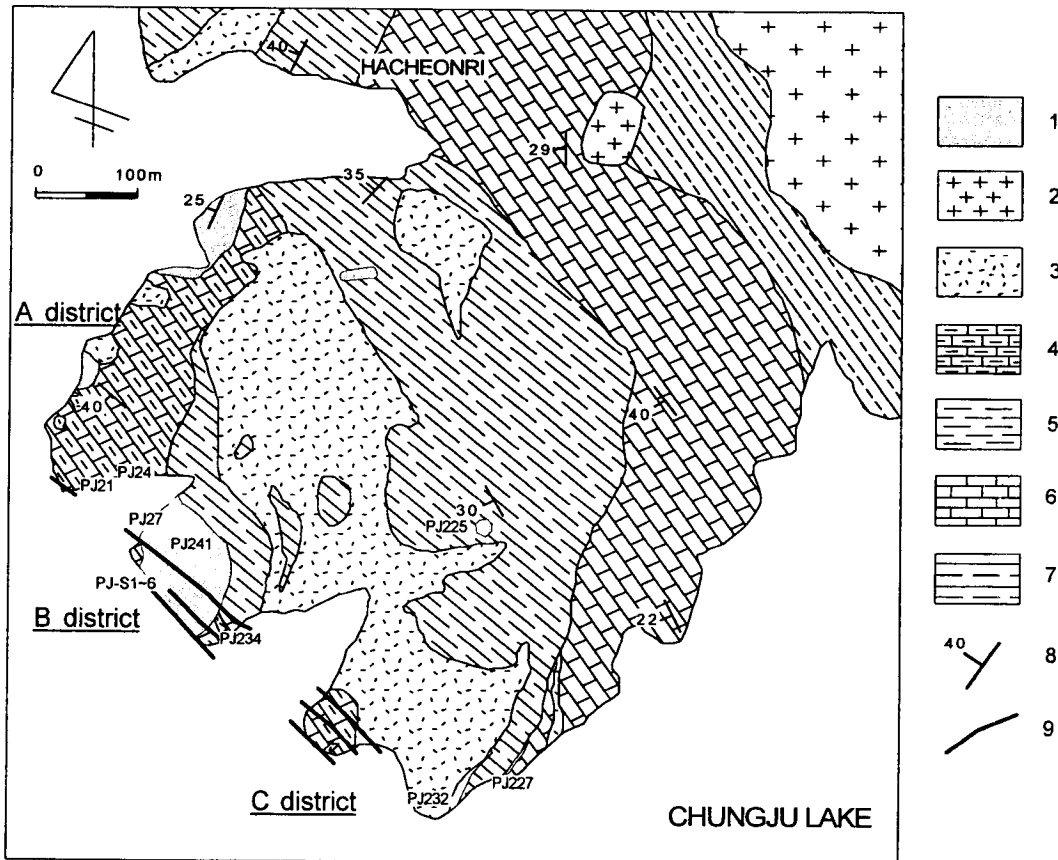 HACHEONRI
40
29
0 100m
35
25
A district
40
40
PJ21
PJ24
30
PJ225
PJ27
PJ241
PJ-S1~6
B district
PJ234
22
C district
PJ232
PJ227
CHUNGJU LAKE
1
2
3
4
5
6
7
40
8
9